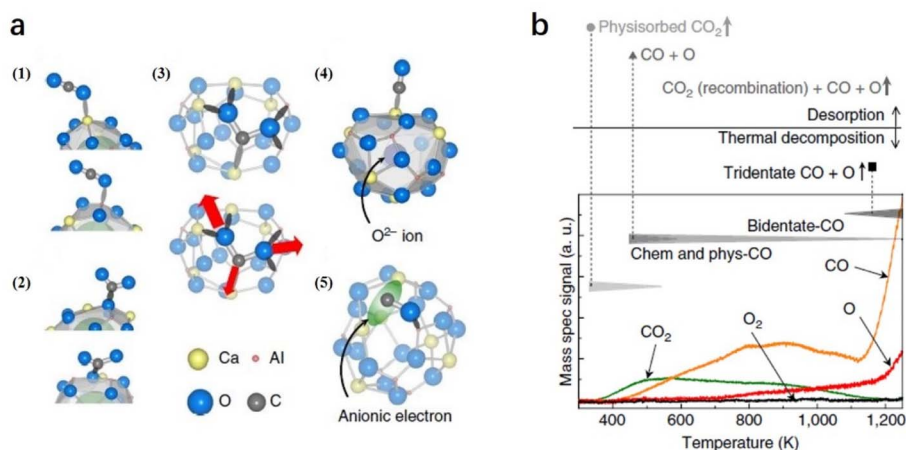 a
(1)
(3)
(4)
O²⁻ ion
(2)
(5)
Ca
Al
O
C
Anionic electron
b
Physisorbed CO₂↑
CO + O
CO₂ (recombination) + CO + O↑
Desorption
Thermal decomposition
Tridentate CO + O↑
Bidentate-CO
Chem and phys-CO
CO
O
O₂
CO₂
Mass spec signal (a. u.)
400 600 800 1,000 1,200
Temperature (K)